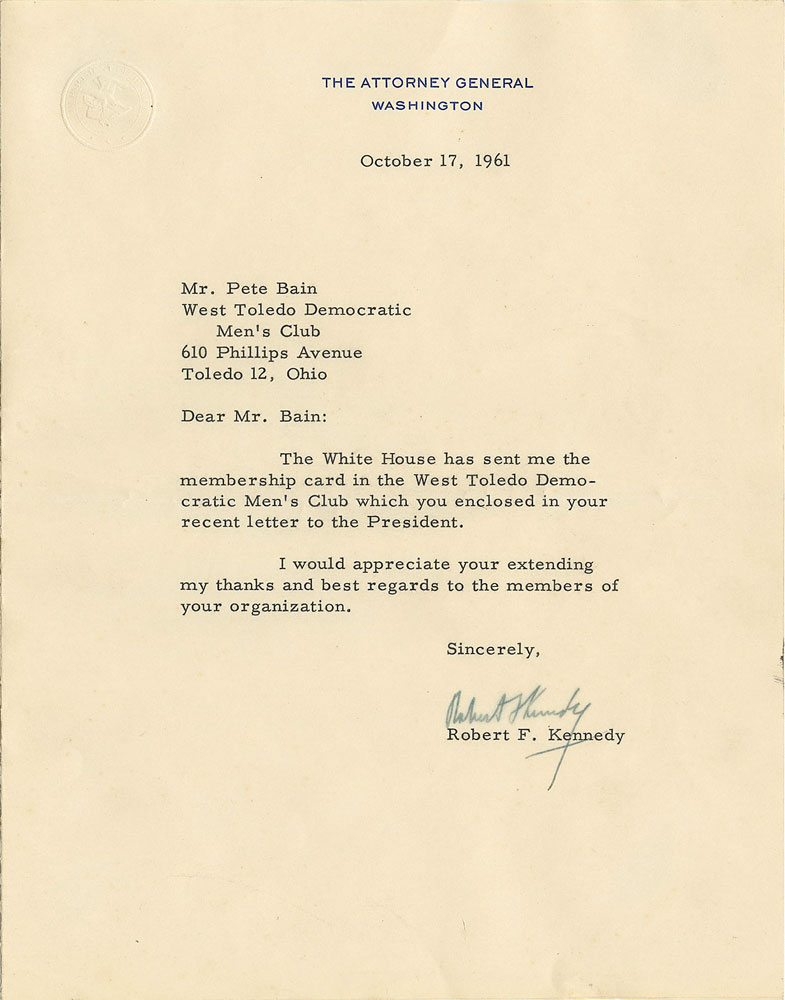 THE ATTORNEY GENERAL
WASHINGTON
October 17, 1961
Mr. Pete Bain
West Toledo Democratic
Men's Club
610 Phillips Avenue
Toledo 12, Ohio
Dear Mr. Bain:
The White House has sent me the
membership card in the West Toledo Demo-
cratic Men's Club which you enclosed in your
recent letter to the President.
I would appreciate your extending
my thanks and best regards to the members of
your organization.
Sincerely,
Robert F Kennedy
Robert F. Kennedy